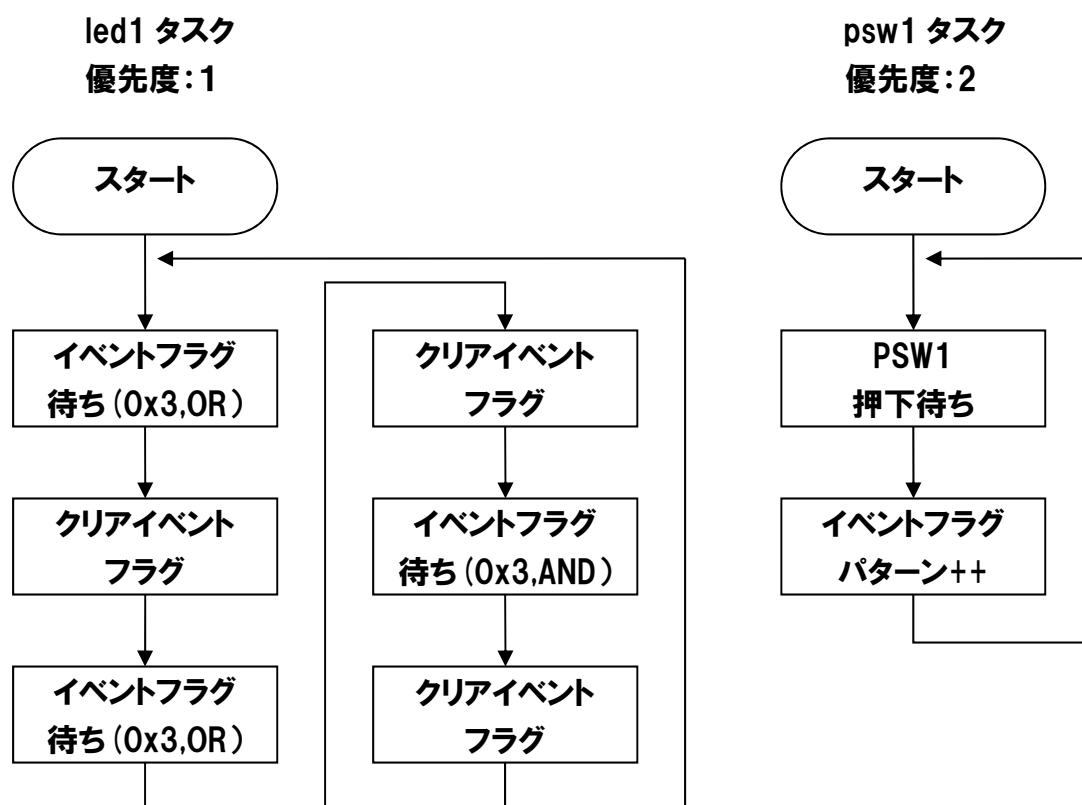 led1 タスク
優先度：1
スタート
イベントフラグ
待ち(0x3,OR)
クリアイベント
フラグ
イベントフラグ
待ち(0x3,OR)
クリアイベント
フラグ
イベントフラグ
待ち(0x3,AND)
クリアイベント
フラグ
psw1 タスク
優先度：2
スタート
PSW1
押下待ち
イベントフラグ
パターン++